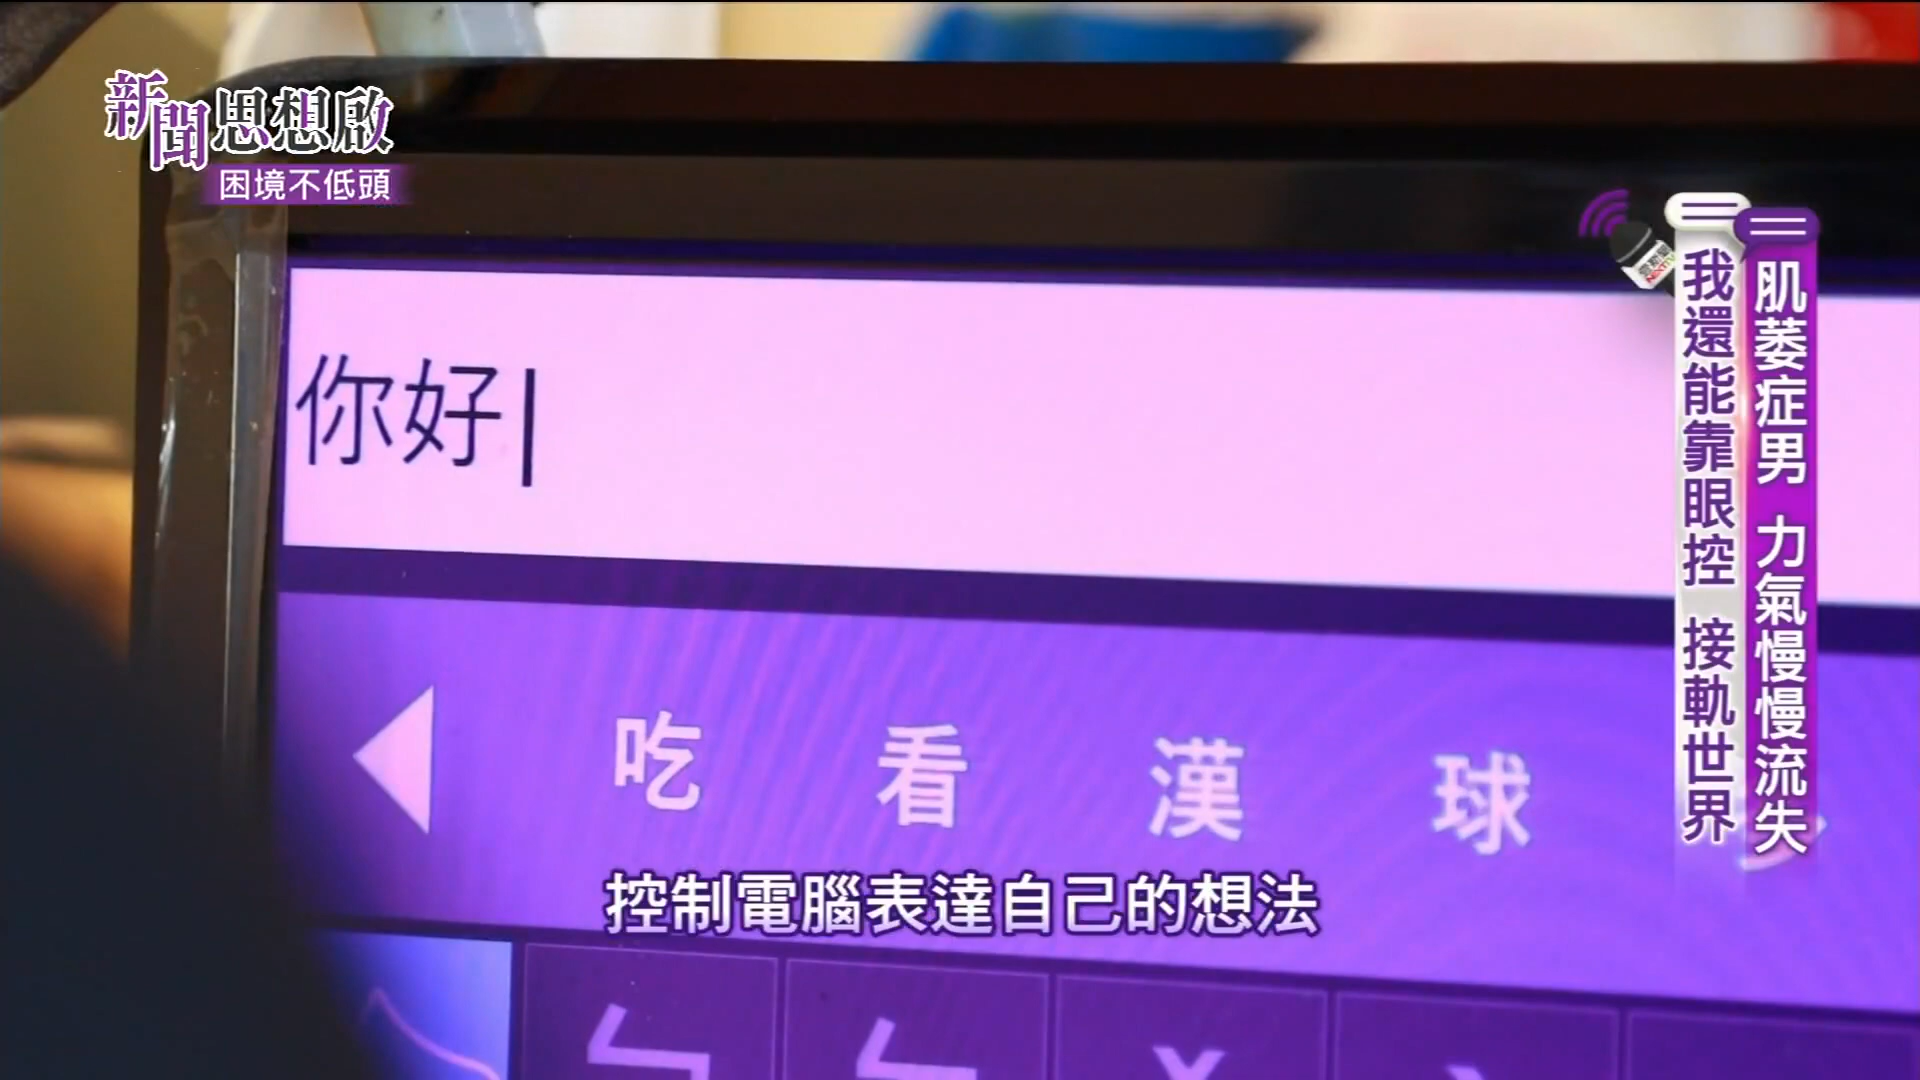 新聞思想啟
困境不低頭
肌萎症男 力氣慢慢流失
我還能靠眼控 接軌世界
你好
吃 看 漢 球
控制電腦表達自己的想法
ㄅ ˇ ˋ